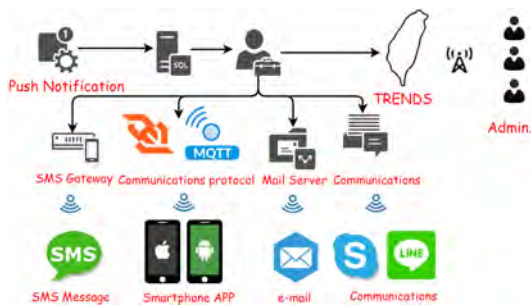 1
SQL
Push Notification
TRENDS
Admin.
MQTT
SMS Gateway
Communications protocol
Mail Server
Communications
SMS
S
LINE
SMS Message
Smartphone APP
e-mail
Communications